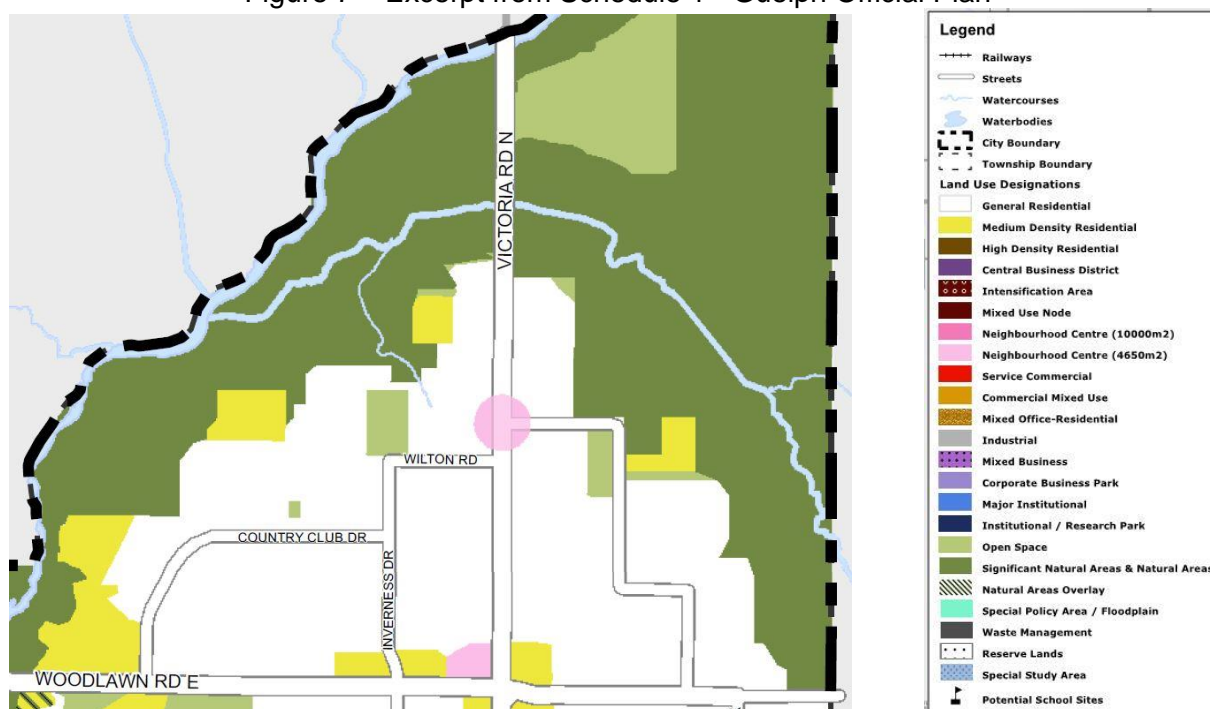 VICTORIA RD N
WILTON RD
COUNTRY CLUB DR
INVERNESS DR
WOODLAWN RD E
Legend
Railways
Streets
Watercourses
Waterbodies
City Boundary
Township Boundary
Land Use Designations
General Residential
Medium Density Residential
High Density Residential
Central Business District
Intensification Area
Mixed Use Node
Neighbourhood Centre (10000m2)
Neighbourhood Centre (4650m2)
Service Commercial
Commercial Mixed Use
Mixed Office-Residential
Industrial
Mixed Business
Corporate Business Park
Major Institutional
Institutional / Research Park
Open Space
Significant Natural Areas & Natural Areas
Natural Areas Overlay
Special Policy Area / Floodplain
Waste Management
Reserve Lands
Special Study Area
Potential School Sites